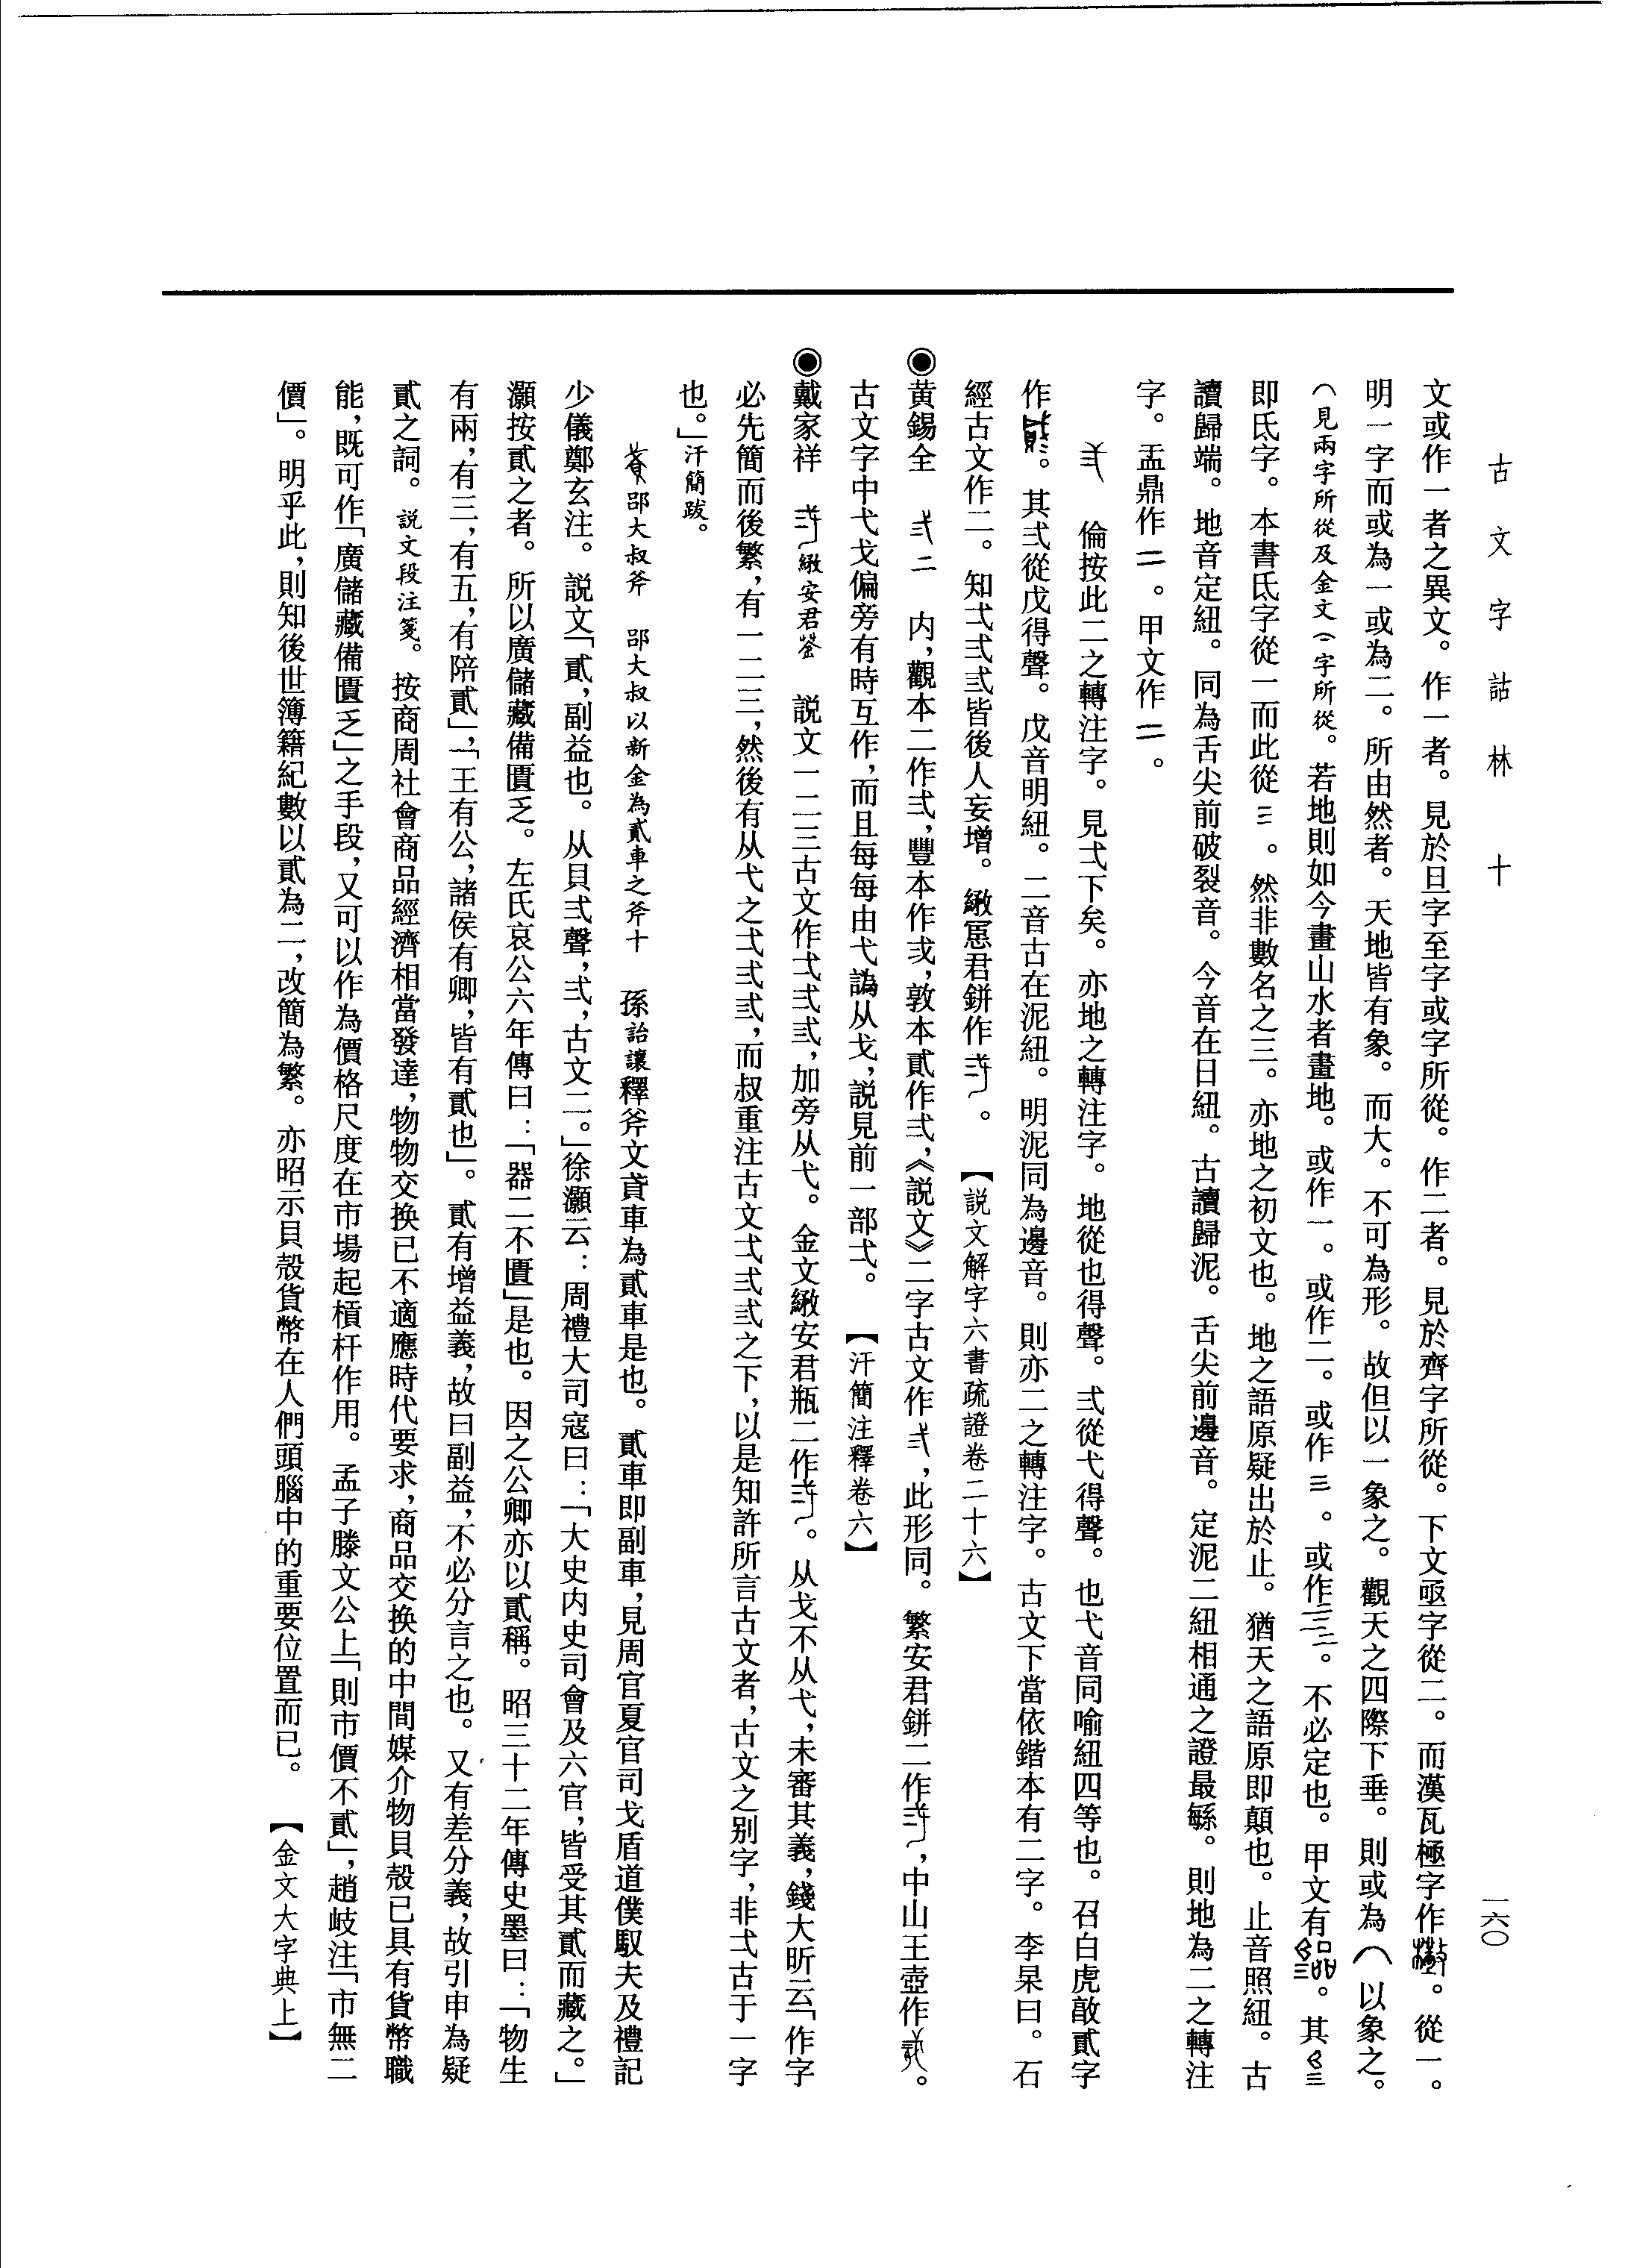 古文字詁林 十
一六〇
文或作一者之異文。作一者。見於旦字至字或字所從。作二者。見於齊字所從。下文亟字從二。而漢瓦極字作。從一。
明一字而或為一或為二。所由然者。天地皆有象。而大。不可為形。故但以一象之。觀天之四際下垂。則或為⌒以象之。
⌒見兩字所從及金文⌒字所從。若地則如今畫山水者畫地。或作一。或作二。或作三。或作。不必定也。甲文有。其
即氏字。本書氏字從一而此從三。然非數名之三。亦地之初文也。地之語原疑出於止。猶天之語原即顛也。止音照紐。古
讀歸端。地音定紐。同為舌尖前破裂音。今音在日紐。古讀歸泥。舌尖前邊音。定泥二紐相通之證最緐。則地為二之轉注
字。盂鼎作二。甲文作二。
弍 倫按此二之轉注字。見弌下矣。亦地之轉注字。地從也得聲。弍從弋得聲。也弋音同喻紐四等也。召白虎敢貳字
作。其弍從戊得聲。戊音明紐。二音古在泥紐。明泥同為邊音。則亦二之轉注字。古文下當依鍇本有二字。李杲曰。石
經古文作二。知弌弍弎皆後人妄增。緻窓君鉼作。【説文解字六書疏證卷二十六】
◉黄錫全 弍二 内,觀本二作弍,豐本作戓,敦本貳作弍,《説文》二字古文作弍,此形同。繁安君鉼二作,中山王壺作。
古文字中弋戈偏旁有時互作,而且每每由弋譌从戈,説見前一部弌。【汗簡注釋卷六】
◉戴家祥 緻安君䥱 説文一二三古文作弌弍弎,加旁从弋。金文緻安君瓶二作。从戈不从弋,未審其義,錢大昕云「作字
必先簡而後繁,有一二三,然後有从弋之弌弍弎,而叔重注古文弌弍弎之下,以是知許所言古文者,古文之别字,非弌古于一字
也。」汗簡跋。
邵大叔斧 邵大叔以新金為貳車之斧十 孫詒讓釋斧文貣車為貳車是也。貳車即副車,見周官夏官司戈盾道僕馭夫及禮記
少儀鄭玄注。説文「貳,副益也。从貝弍聲,弍,古文二。」徐灝云:周禮大司寇曰:「大史内史司會及六官,皆受其貳而藏之。」
灝按貳之者。所以廣儲藏備匱乏。左氏哀公六年傳曰:「器二不匱」是也。因之公卿亦以貳稱。昭三十二年傳史墨曰:「物生
有兩,有三,有五,有陪貳」,「王有公,諸侯有卿,皆有貳也」。貳有增益義,故曰副益,不必分言之也。又有差分義,故引申為疑
貳之詞。説文段注箋。按商周社會商品經濟相當發達,物物交换已不適應時代要求,商品交换的中間媒介物貝殼已具有貨幣職
能,既可作「廣儲藏備匱乏」之手段,又可以作為價格尺度在市場起槓杆作用。孟子滕文公上「則市價不貳」,趙岐注「市無二
價」。明乎此,則知後世簿籍紀數以貳為二,改簡為繁。亦昭示貝殼貨幣在人們頭腦中的重要位置而已。【金文大字典上】